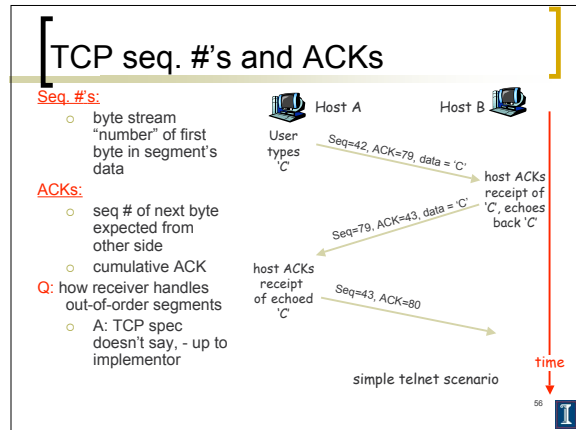 TCP seq. #'s and ACKs
Seq. #'s:
○ byte stream
"number" of first
byte in segment's
data
ACKs:
○ seq # of next byte
expected from
other side
○ cumulative ACK
Q: how receiver handles
out-of-order segments
○ A: TCP spec
doesn't say, - up to
implementor
Host A
Host B
User
types
'C'
Seq=42, ACK=79, data = 'C'
host ACKs
receipt of
'C', echoes
back 'C'
Seq=79, ACK=43, data = 'C'
host ACKs
receipt
of echoed
'C'
Seq=43, ACK=80
time
simple telnet scenario
56
I